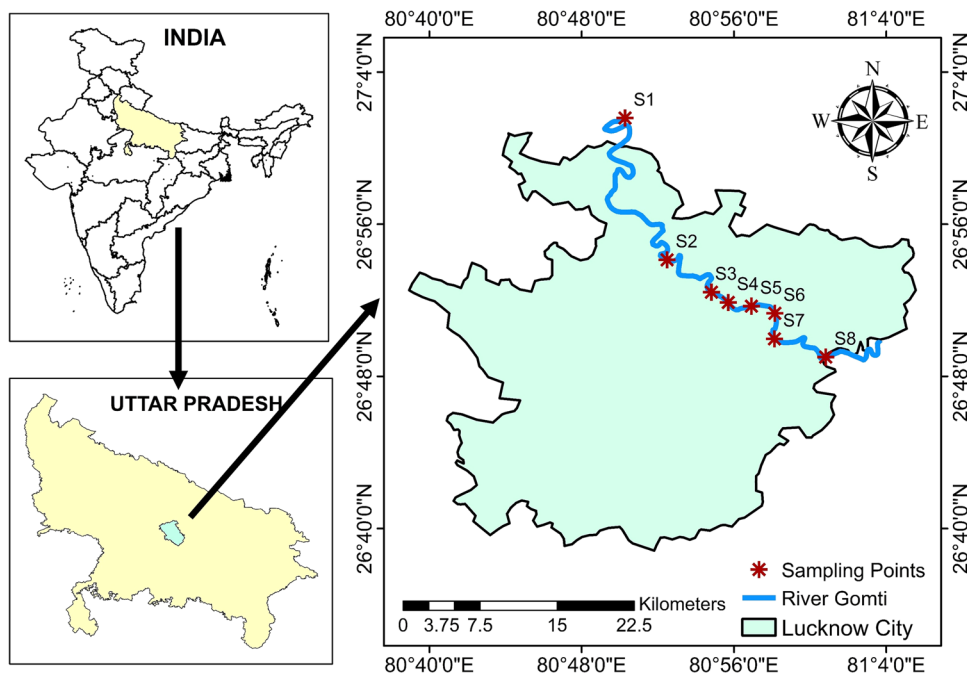 INDIA
UTTAR PRADESH
80°40'0"E 80°48'0"E 80°56'0"E 81°4'0"E
27°4'0"N 27°4'0"N
26°56'0"N 26°56'0"N
26°48'0"N 26°48'0"N
26°40'0"N 26°40'0"N
N
W E
S
S1
S2
S3
S4
S5
S6
S7
S8
Sampling Points
River Gomti
Lucknow City
Kilometers
0 3.75 7.5 15 22.5
80°40'0"E 80°48'0"E 80°56'0"E 81°4'0"E